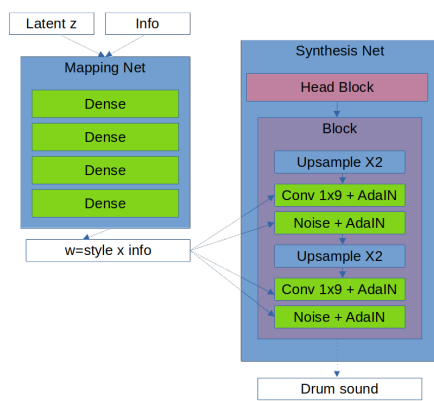 Latent z
Info
Mapping Net
Dense
Dense
Dense
Dense
w=style x info
Synthesis Net
Head Block
Block
Upsample X2
Conv 1x9 + AdaIN
Noise + AdaIN
Upsample X2
Conv 1x9 + AdaIN
Noise + AdaIN
Drum sound